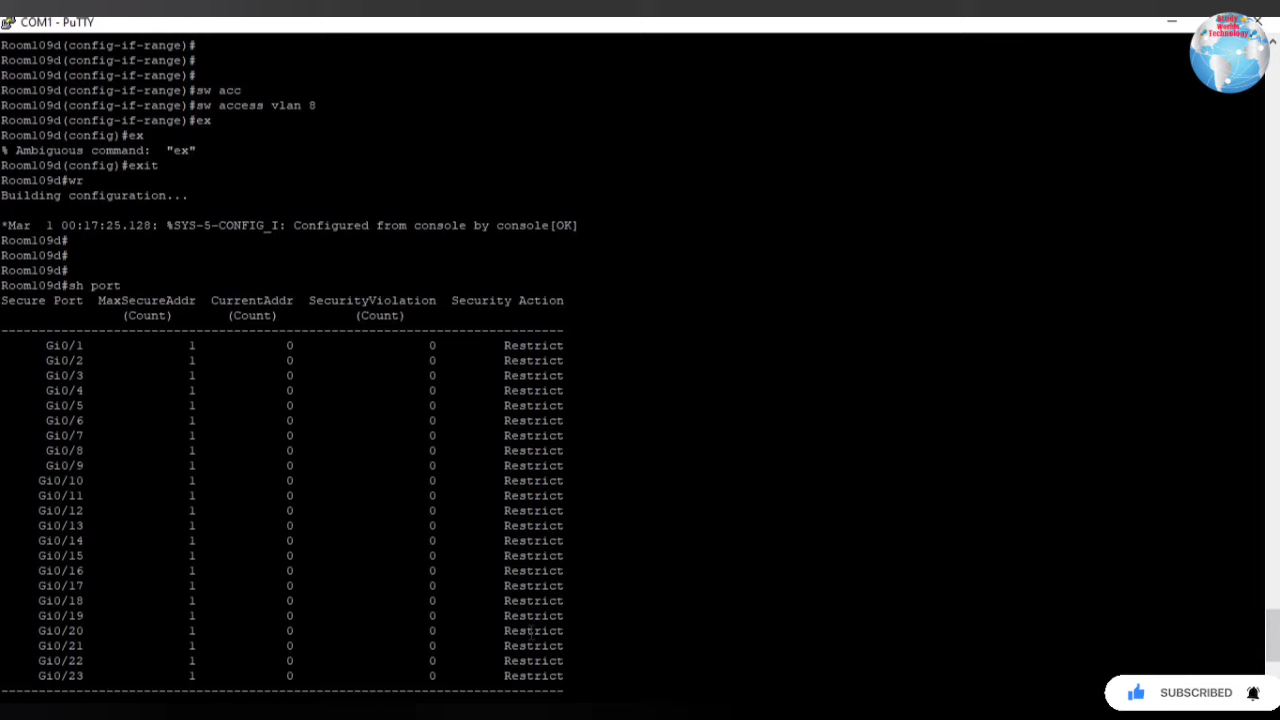 COM1 - PuTTY
Study
Worlds
Technology
Room109d(config-if-range)#
Room109d(config-if-range)#
Room109d(config-if-range)#
Room109d(config-if-range)#sw acc
Room109d(config-if-range)#sw access vlan 8
Room109d(config-if-range)#ex
Room109d(config)#ex
% Ambiguous command:  "ex"
Room109d(config)#exit
Room109d#wr
Building configuration...
*Mar  1 00:17:25.128: %SYS-5-CONFIG_I: Configured from console by console[OK]
Room109d#
Room109d#
Room109d#
Room109d#sh port
Secure Port  MaxSecureAddr  CurrentAddr  SecurityViolation  Security Action
(Count)       (Count)          (Count)
---------------------------------------------------------------------------
Gi0/1              1            0                  0         Restrict
Gi0/2              1            0                  0         Restrict
Gi0/3              1            0                  0         Restrict
Gi0/4              1            0                  0         Restrict
Gi0/5              1            0                  0         Restrict
Gi0/6              1            0                  0         Restrict
Gi0/7              1            0                  0         Restrict
Gi0/8              1            0                  0         Restrict
Gi0/9              1            0                  0         Restrict
Gi0/10              1            0                  0         Restrict
Gi0/11              1            0                  0         Restrict
Gi0/12              1            0                  0         Restrict
Gi0/13              1            0                  0         Restrict
Gi0/14              1            0                  0         Restrict
Gi0/15              1            0                  0         Restrict
Gi0/16              1            0                  0         Restrict
Gi0/17              1            0                  0         Restrict
Gi0/18              1            0                  0         Restrict
Gi0/19              1            0                  0         Restrict
Gi0/20              1            0                  0         Restrict
Gi0/21              1            0                  0         Restrict
Gi0/22              1            0                  0         Restrict
Gi0/23              1            0                  0         Restrict
---------------------------------------------------------------------------
SUBSCRIBED